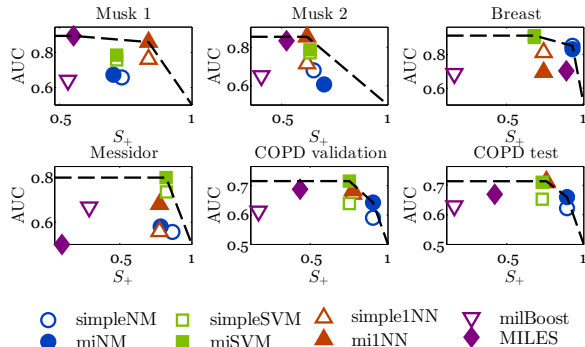 Musk 1 Musk 2 Breast
AUC 0.8 0.6 0.5 1 S+
AUC 0.8 0.6 0.5 1 S+
AUC 0.8 0.6 0.5 1 S+
Messidor COPD validation COPD test
AUC 0.8 0.6 0.5 1 S+
AUC 0.7 0.6 0.5 0.5 1 S+
AUC 0.7 0.6 0.5 0.5 1 S+
simpleNM simpleSVM simple1NN milBoost
miNM miSVM mi1NN MILES